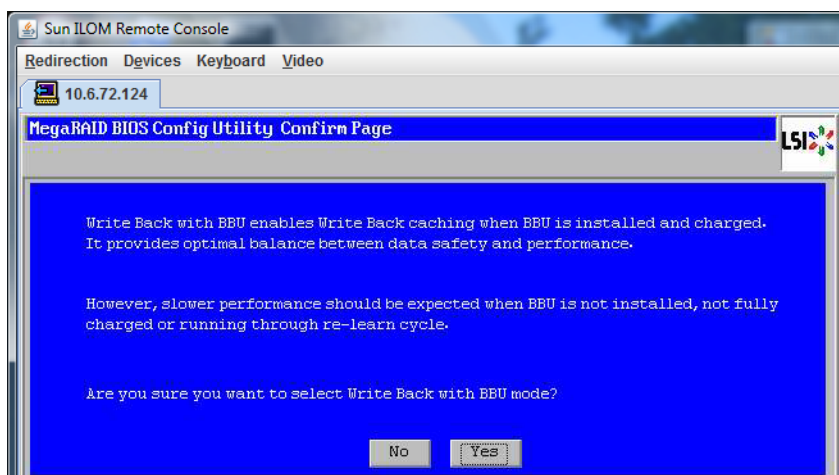 Sun ILOM Remote Console
Redirection Devices Keyboard Video
10.6.72.124
MegaRAID BIOS Config Utility Confirm Page
LSI
Write Back with BBU enables Write Back caching when BBU is installed and charged.
It provides optimal balance between data safety and performance.
However, slower performance should be expected when BBU is not installed, not fully
charged or running through re-learn cycle.
Are you sure you want to select Write Back with BBU mode?
No Yes